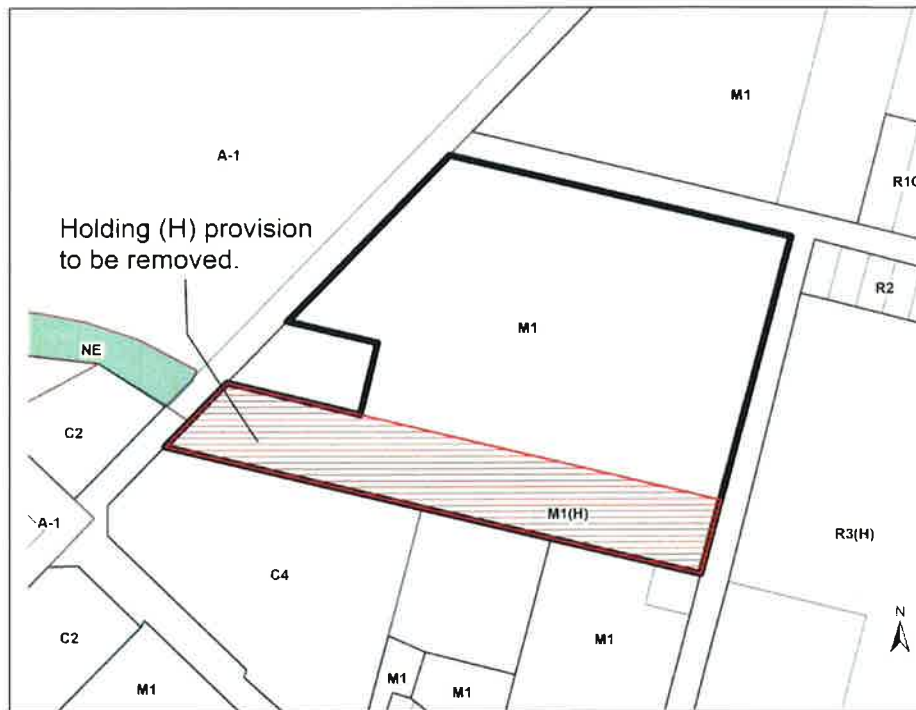 M1
A-1
R1C
Holding (H) provision
to be removed.
R2
M1
NE
C2
M1(H)
A-1
R3(H)
C4
N
C2
M1
M1
M1
M1